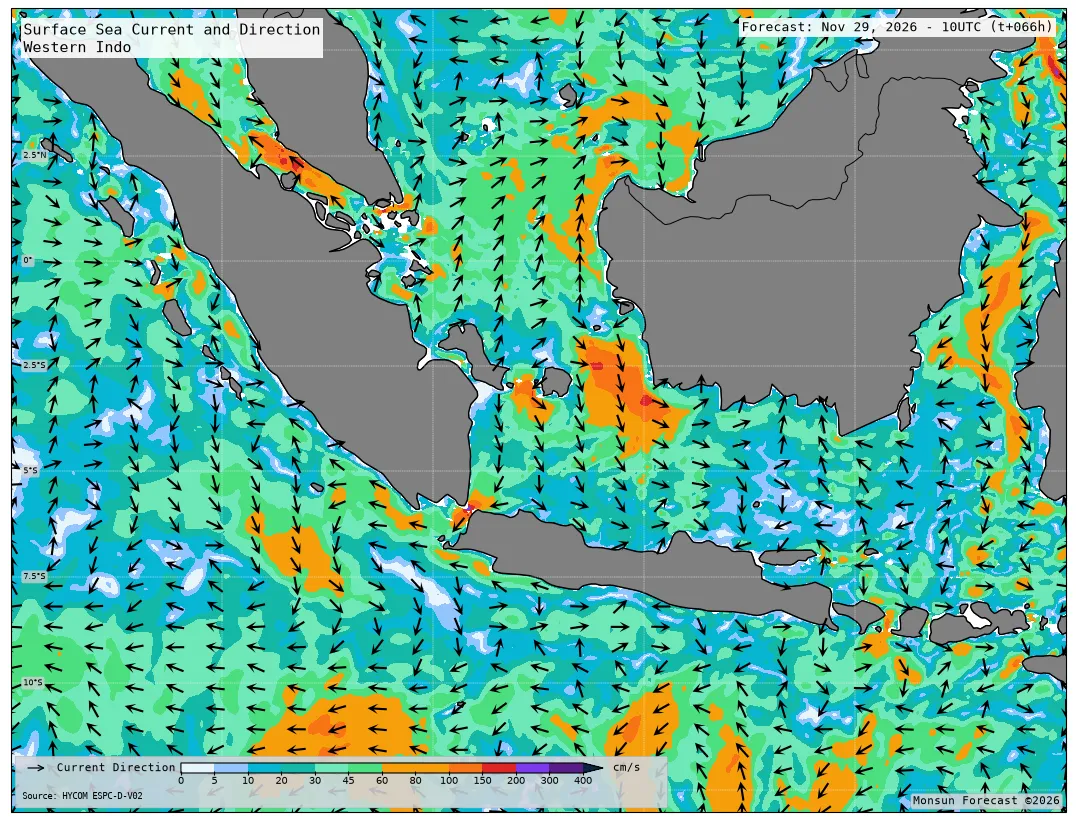 Surface Sea Current and Direction
Western Indo
Forecast: Nov 29, 2026 - 10UTC (t+066h)
2.5°N
0°
2.5°S
5°S
7.5°S
10°S
Current Direction
0 5 10 20 30 45 60 80 100 150 200 300 400
cm/s
Source: HYCOM ESPC-D-V02
Monsun Forecast ©2026